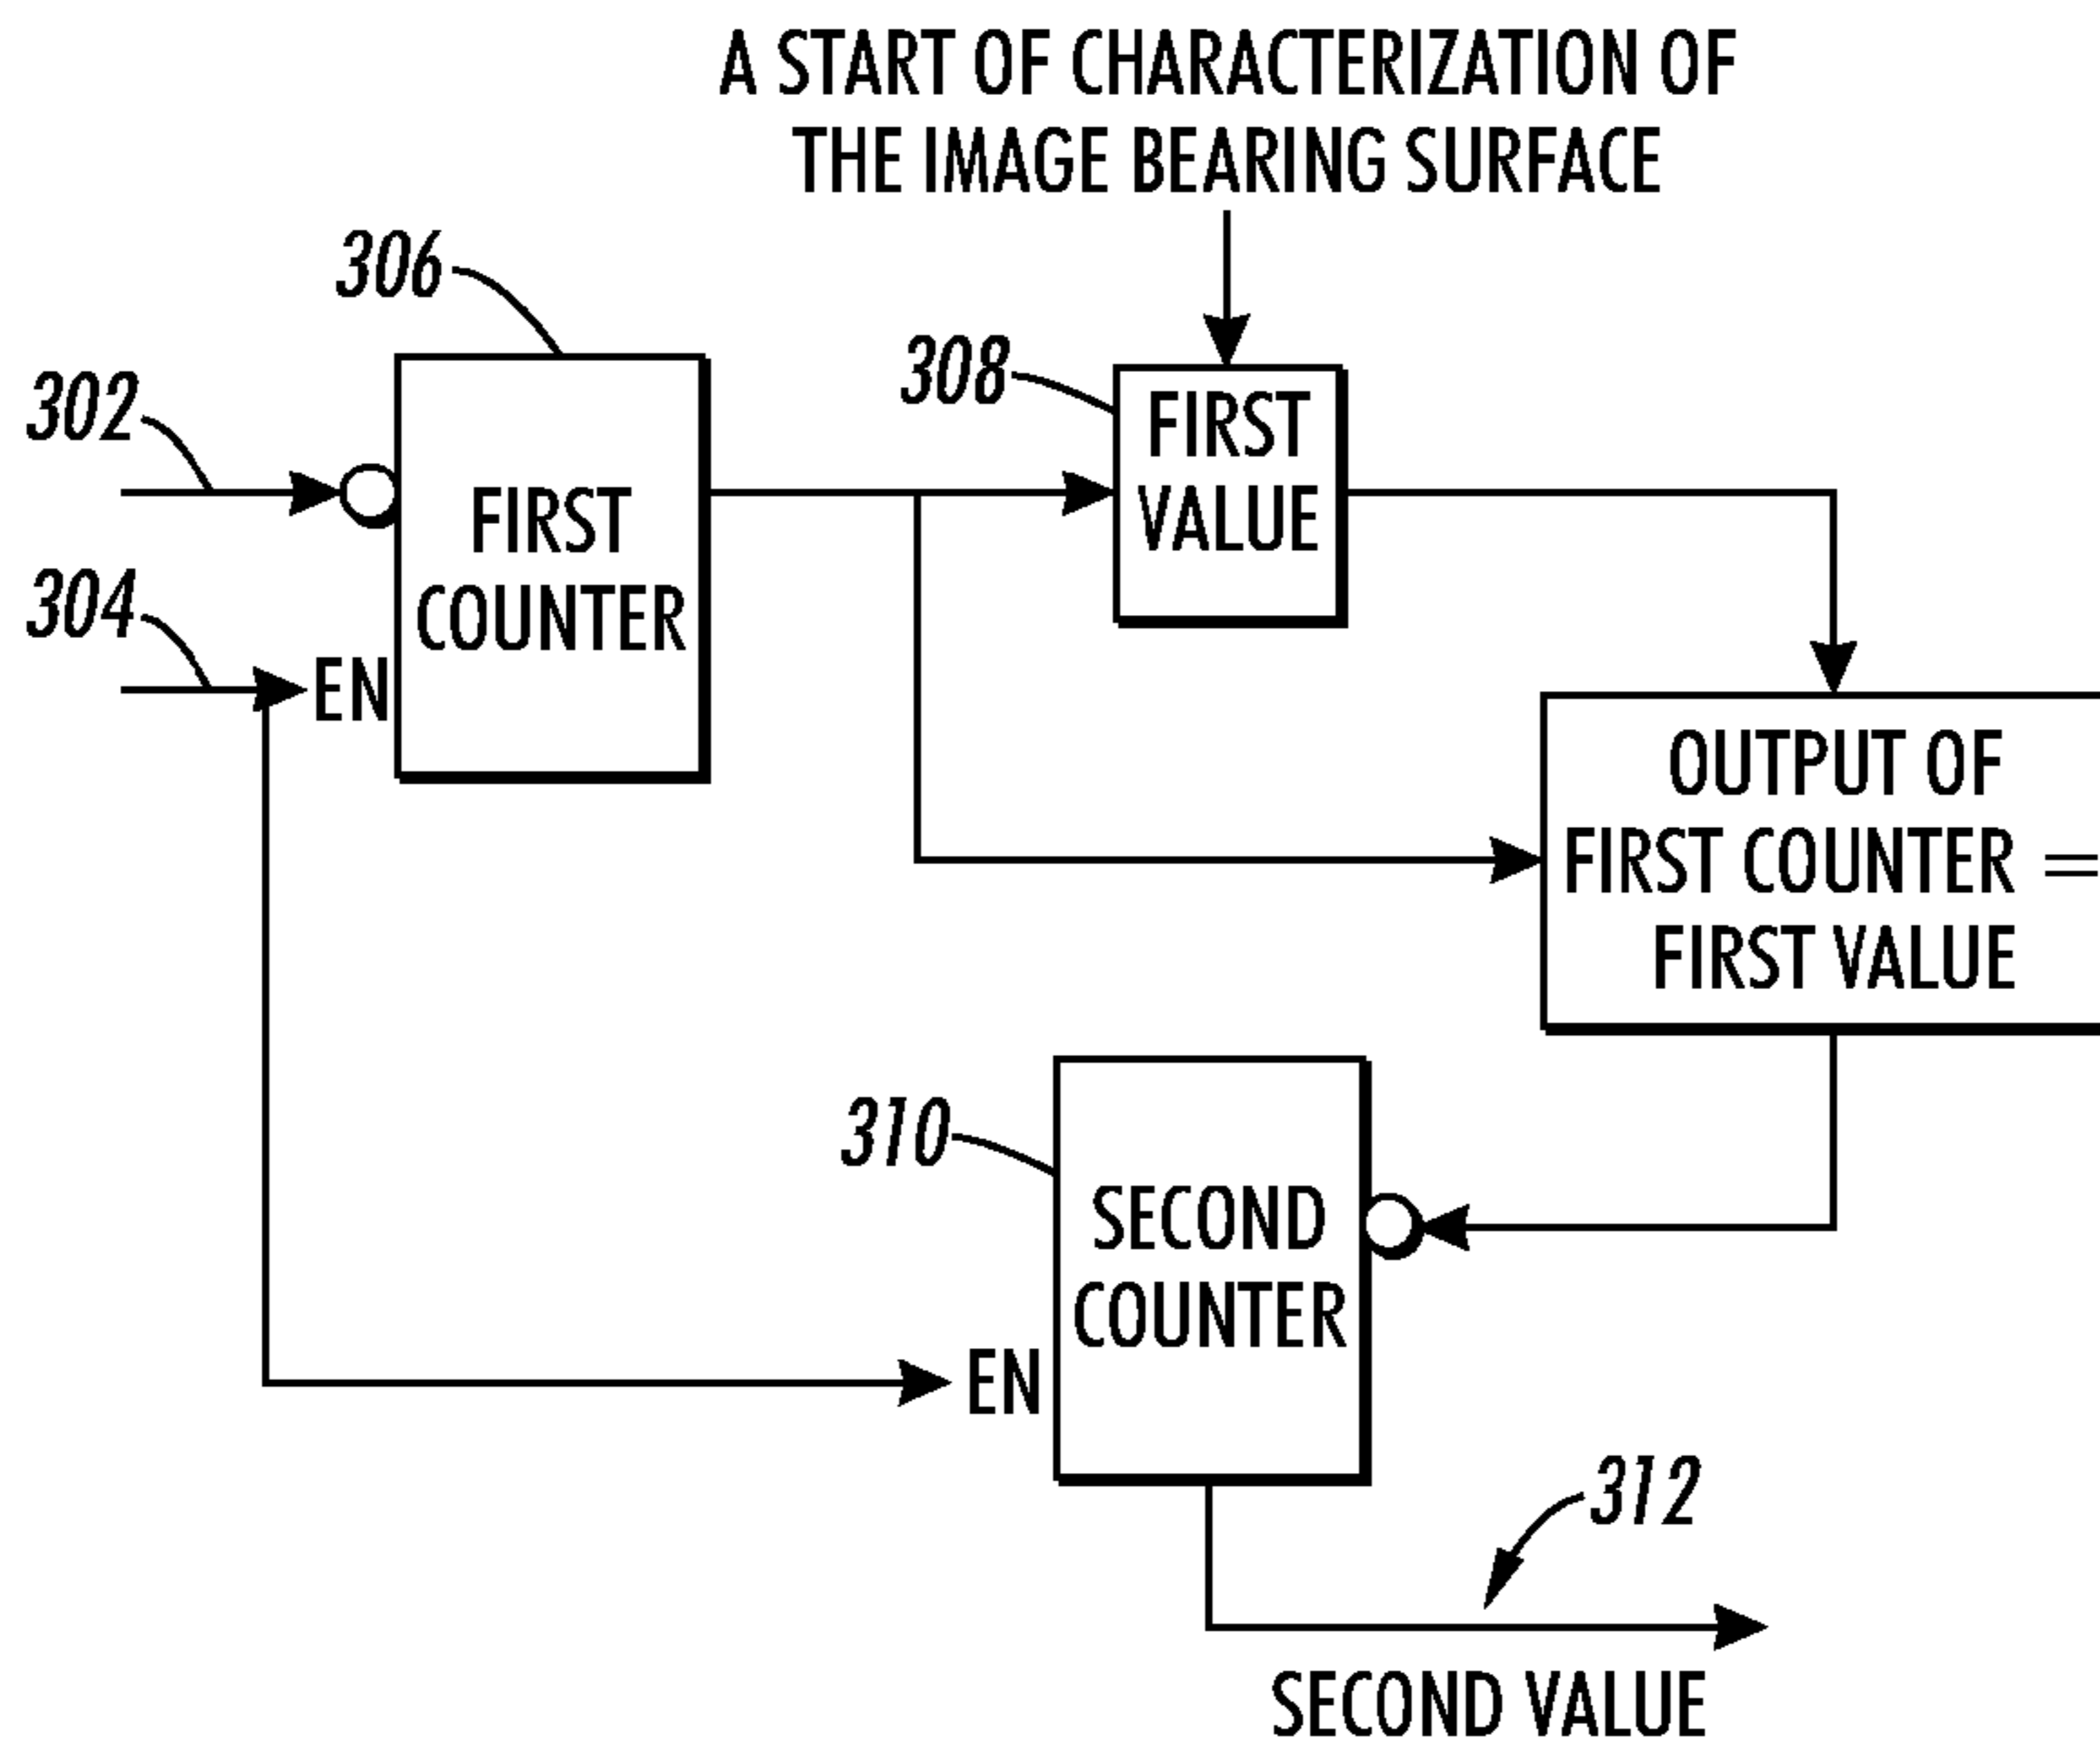 A START OF CHARACTERIZATION OF
THE IMAGE BEARING SURFACE
306
308
302
FIRST
VALUE
FIRST
COUNTER
304
EN
OUTPUT OF
FIRST COUNTER =
FIRST VALUE
310
SECOND
COUNTER
EN
312
SECOND VALUE